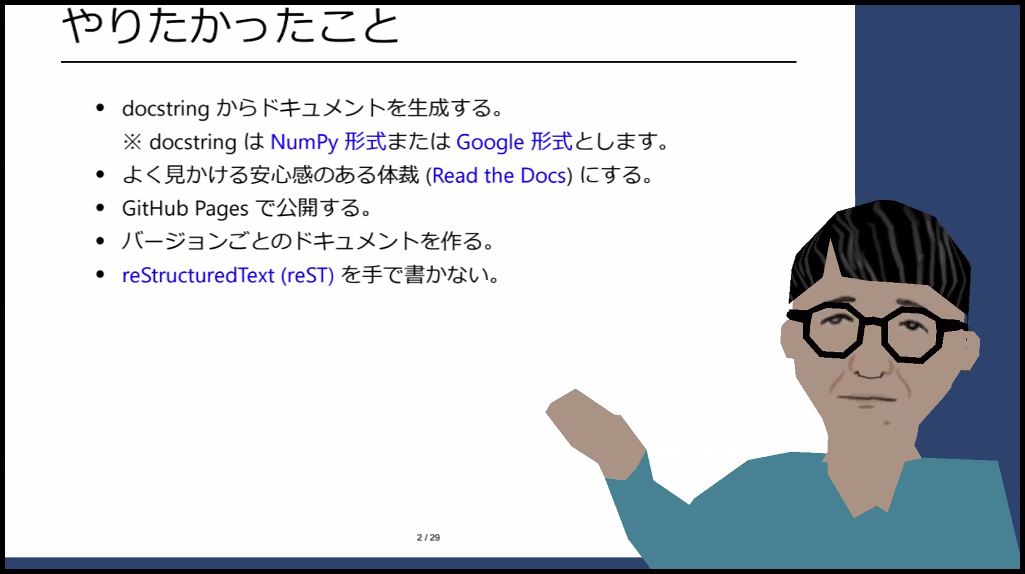 やりたかったこと
• docstring からドキュメントを生成する。
※ docstring は NumPy 形式または Google 形式とします。
• よく見かける安心感のある体裁 (Read the Docs) にする。
• GitHub Pages で公開する。
• バージョンごとのドキュメントを作る。
• reStructuredText (reST) を手で書かない。
2 / 29